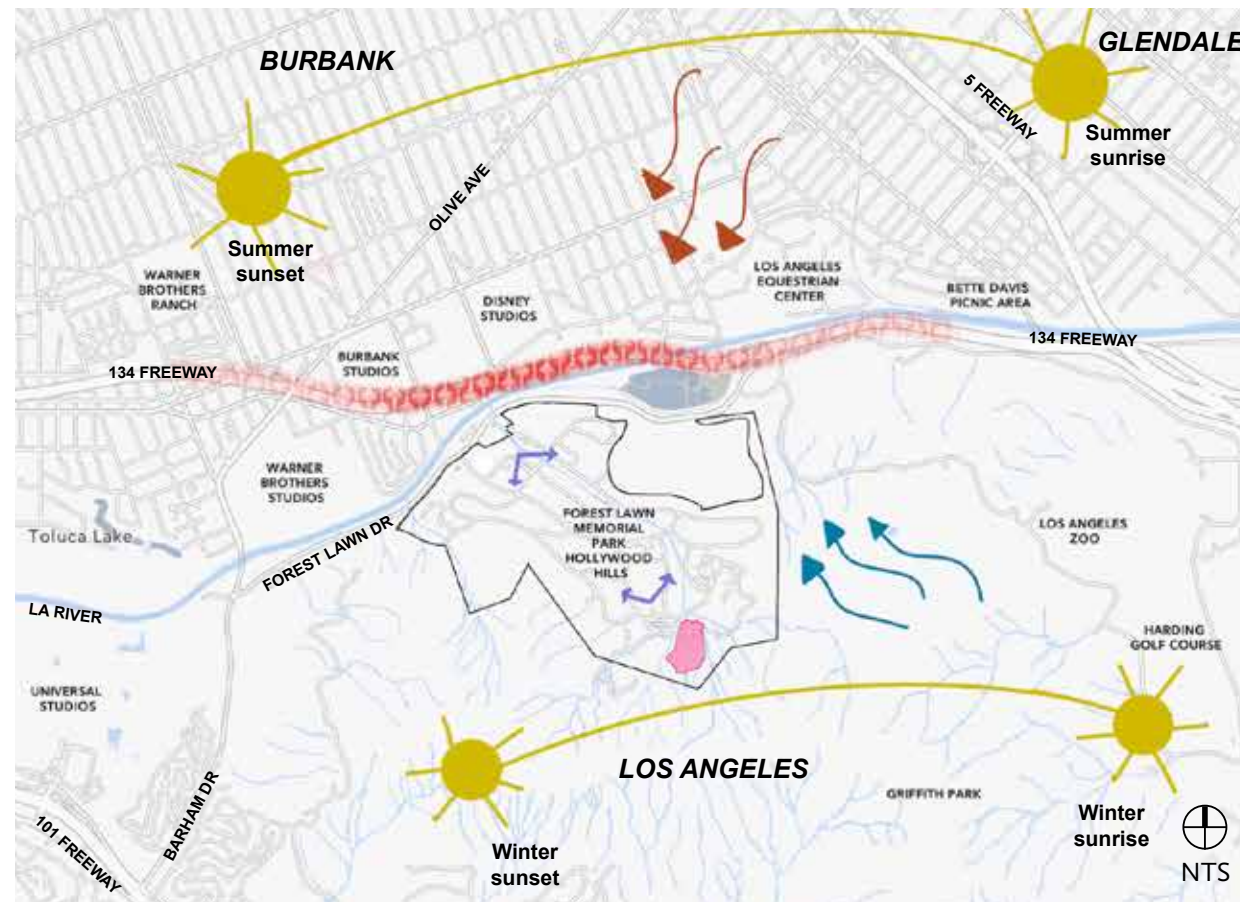 BURBANK
GLENDALE
5 FREEWAY
Summer
sunrise
OLIVE AVE
Summer
sunset
WARNER
BROTHERS
RANCH
LOS ANGELES
EQUESTRIAN
CENTER
BETTE DAVIS
PICNIC AREA
DISNEY
STUDIOS
134 FREEWAY
BURBANK
STUDIOS
134 FREEWAY
WARNER
BROTHERS
STUDIOS
FOREST LAWN
MEMORIAL
PARK
HOLLYWOOD
HILLS
LOS ANGELES
ZOO
Toluca Lake
FOREST LAWN DR
LA RIVER
HARDING
GOLF COURSE
UNIVERSAL
STUDIOS
LOS ANGELES
GRIFFITH PARK
BARHAM DR
101 FREEWAY
Winter
sunset
Winter
sunrise
NTS